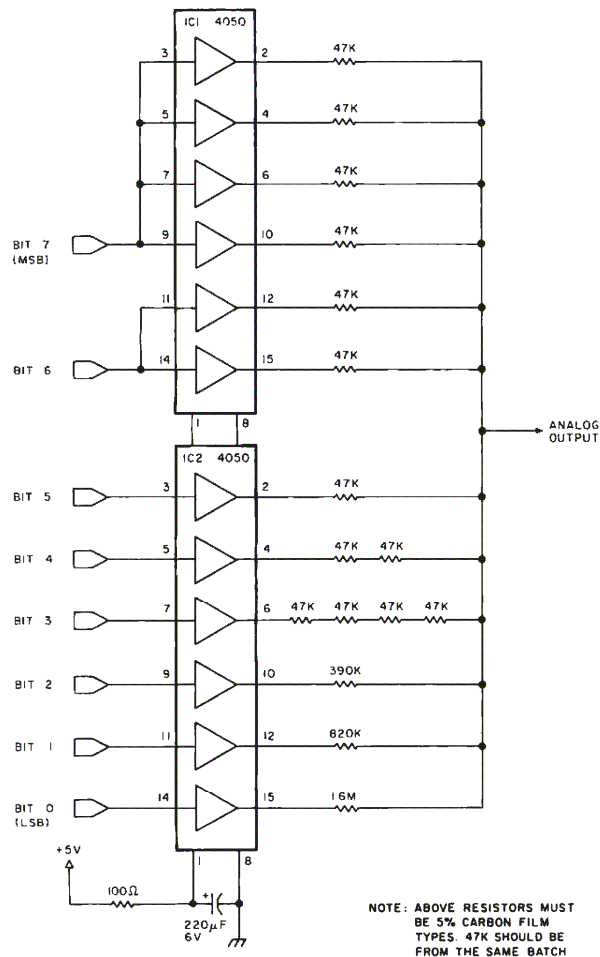 IC1 4050
3 2 47K
5 4 47K
7 6 47K
BIT 7 9 10 47K
(MSB)
11 12 47K
BIT 6 14 15 47K
1 8
ANALOG
OUTPUT
IC2 4050
BIT 5 3 2 47K
BIT 4 5 4 47K 47K
BIT 3 7 6 47K 47K 47K 47K
BIT 2 9 10 390K
BIT 1 11 12 820K
BIT 0 14 15 1.6M
(LSB)
+5V
1 8
100Ω
+
220µF
6V
NOTE: ABOVE RESISTORS MUST
BE 5% CARBON FILM
TYPES. 47K SHOULD BE
FROM THE SAME BATCH